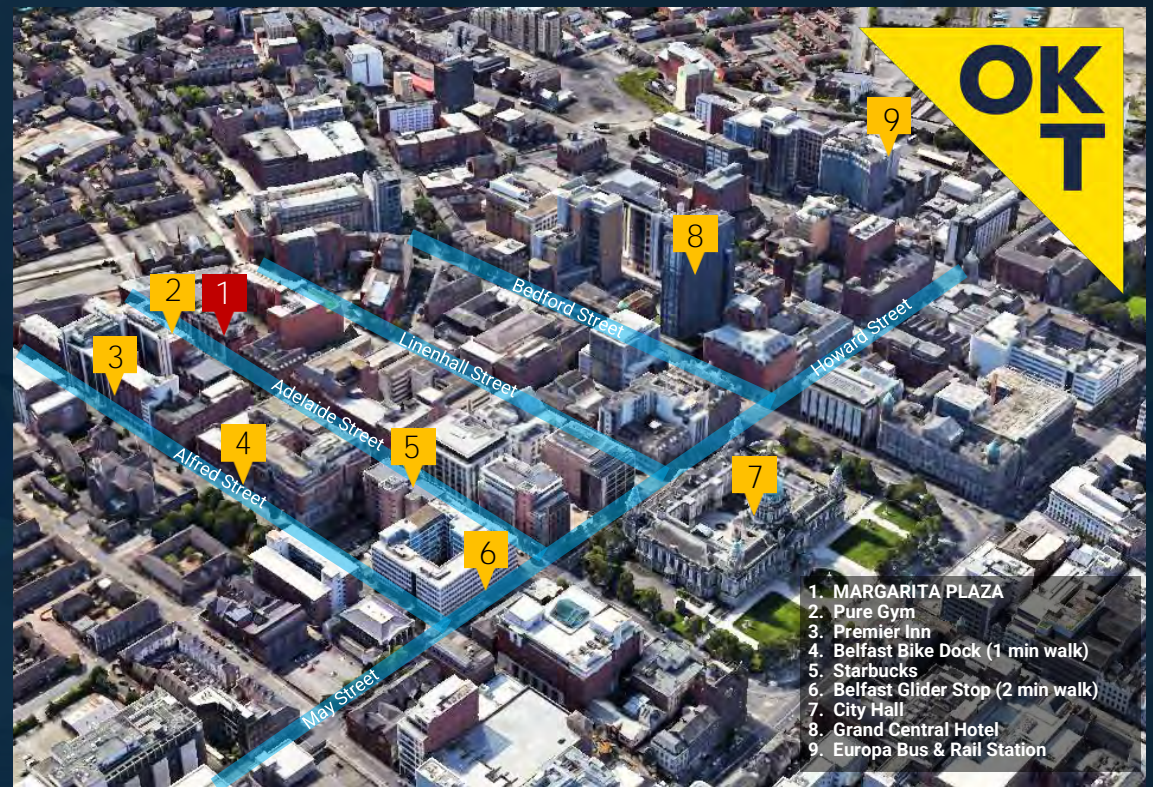 OK
T
9
8
Bedford Street
Howard Street
2
1
Linenhall Street
3
Adelaide Street
4
5
Alfred Street
7
6
May Street
1. MARGARITA PLAZA
2. Pure Gym
3. Premier Inn
4. Belfast Bike Dock (1 min walk)
5. Starbucks
6. Belfast Glider Stop (2 min walk)
7. City Hall
8. Grand Central Hotel
9. Europa Bus & Rail Station